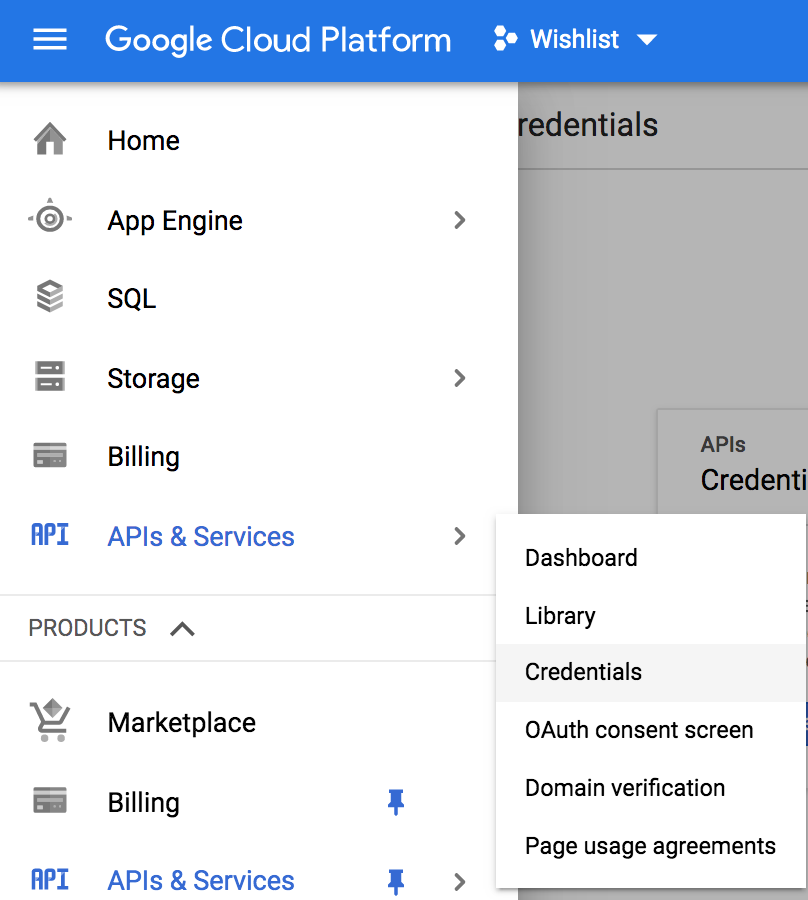 Google Cloud Platform Wishlist
redentials
Home
App Engine
SQL
Storage
Billing
API APIs & Services
PRODUCTS
Marketplace
Billing
API APIs & Services
APIs
Credenti
Dashboard
Library
Credentials
OAuth consent screen
Domain verification
Page usage agreements